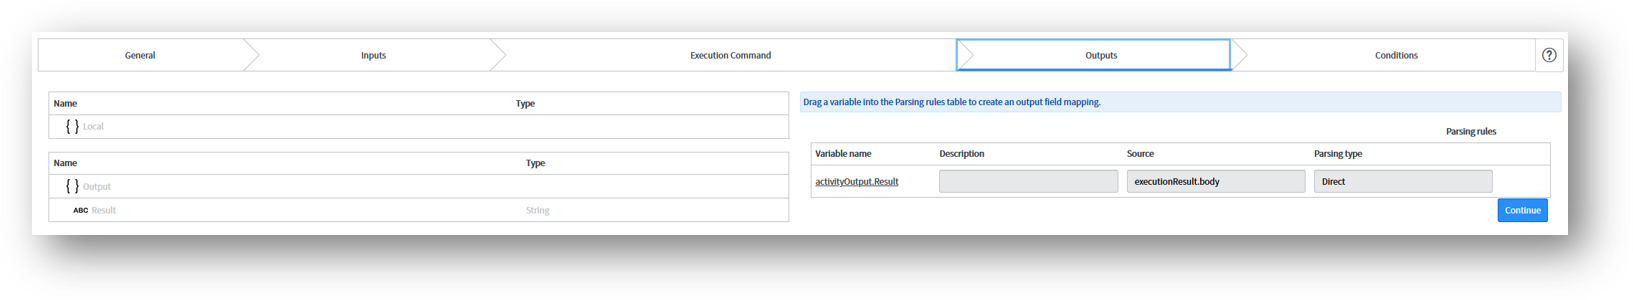 General
Inputs
Execution Command
Outputs
Conditions
?
Name Type
{ } Local
Name Type
{ } Output
ABC Result String
Drag a variable into the Parsing rules table to create an output field mapping.
Parsing rules
Variable name Description Source Parsing type
activityOutput.Result executionResult.body Direct
Continue